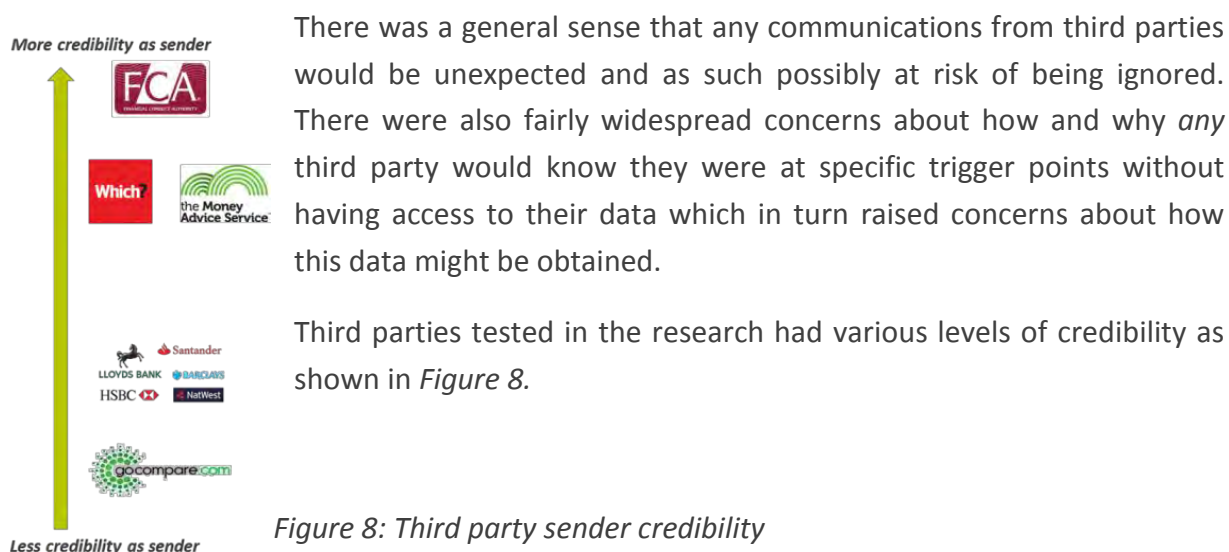 More credibility as sender
FCA
FINANCIAL CONDUCT AUTHORITY
Which?
the Money
Advice Service
Santander
LLOYDS BANK
BARCLAYS
HSBC
NatWest
gocompare.com
Less credibility as sender
There was a general sense that any communications from third parties
would be unexpected and as such possibly at risk of being ignored.
There were also fairly widespread concerns about how and why any
third party would know they were at specific trigger points without
having access to their data which in turn raised concerns about how
this data might be obtained.
Third parties tested in the research had various levels of credibility as
shown in Figure 8.
Figure 8: Third party sender credibility